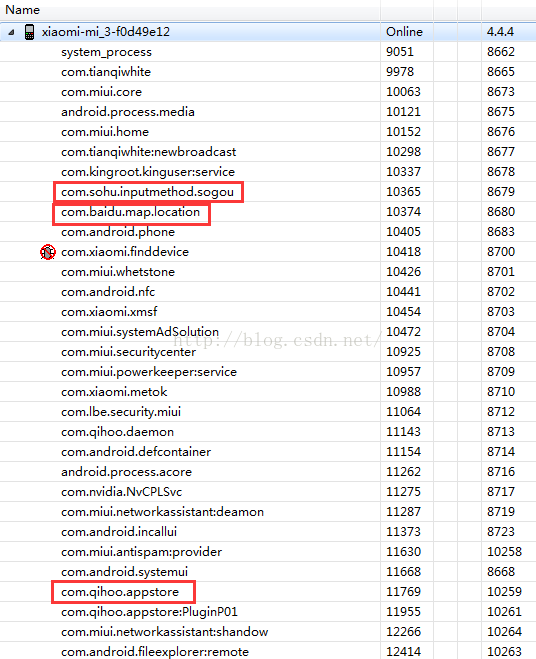 Name
xiaomi-mi_3-f0d49e12 Online 4.4.4
system_process 9051 8662
com.tianqiwhite 9978 8665
com.miui.core 10063 8673
android.process.media 10121 8675
com.miui.home 10152 8676
com.tianqiwhite:newbroadcast 10298 8677
com.kingroot.kinguser:service 10337 8678
com.sohu.inputmethod.sogou 10365 8679
com.baidu.map.location 10374 8680
com.android.phone 10405 8683
com.xiaomi.finddevice 10418 8700
com.miui.whetstone 10426 8701
com.android.nfc 10441 8702
com.xiaomi.xmsf 10454 8703
com.miui.systemAdSolution 10472 8704
http://blog.csdn.net/
com.miui.securitycenter 10925 8708
com.miui.powerkeeper:service 10957 8709
com.xiaomi.metok 10988 8710
com.lbe.security.miui 11064 8712
com.qihoo.daemon 11143 8713
com.android.defcontainer 11154 8714
android.process.acore 11262 8716
com.nvidia.NvCPLSvc 11275 8717
com.miui.networkassistant:deamon 11287 8719
com.android.incallui 11373 8723
com.miui.antispam:provider 11630 10258
com.android.systemui 11668 8668
com.qihoo.appstore 11769 10259
com.qihoo.appstore:PluginP01 11955 10261
com.miui.networkassistant:shandow 12266 10264
com.android.fileexplorer:remote 12414 10263